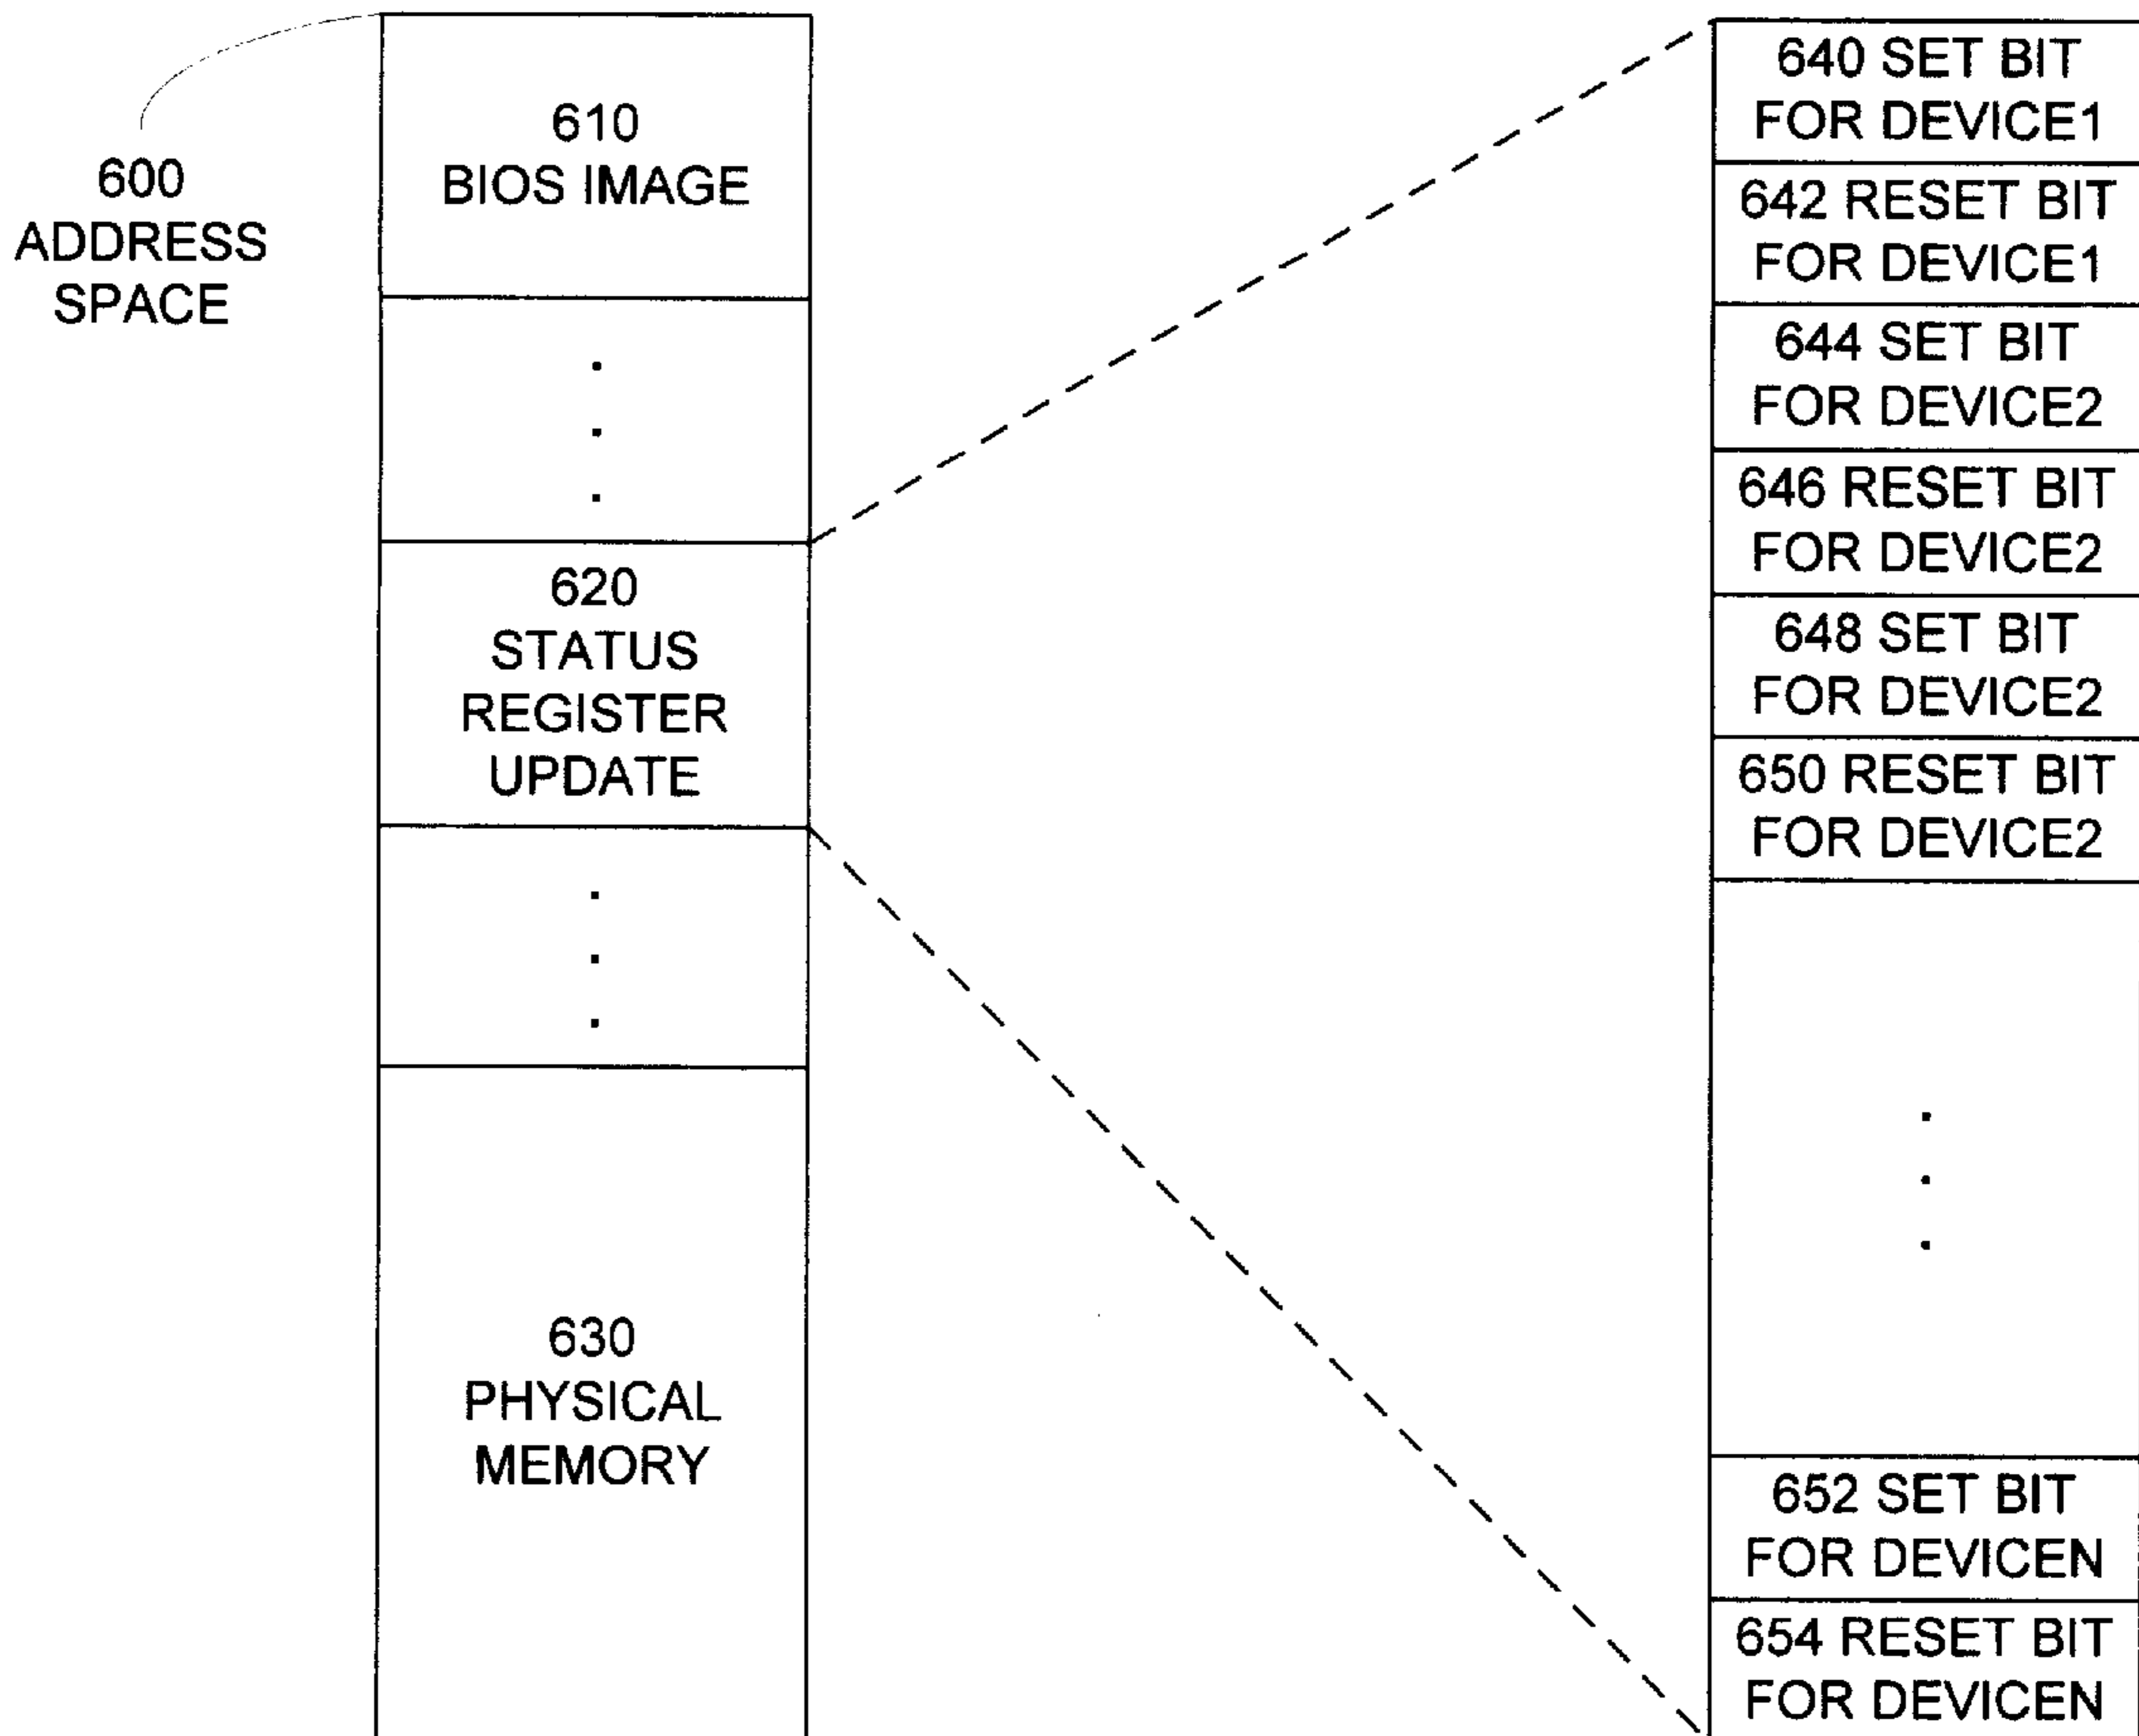 600
ADDRESS
SPACE
610
BIOS IMAGE
.
.
.
620
STATUS
REGISTER
UPDATE
.
.
.
630
PHYSICAL
MEMORY
640 SET BIT
FOR DEVICE1
642 RESET BIT
FOR DEVICE1
644 SET BIT
FOR DEVICE2
646 RESET BIT
FOR DEVICE2
648 SET BIT
FOR DEVICE2
650 RESET BIT
FOR DEVICE2
.
.
.
652 SET BIT
FOR DEVICEN
654 RESET BIT
FOR DEVICEN